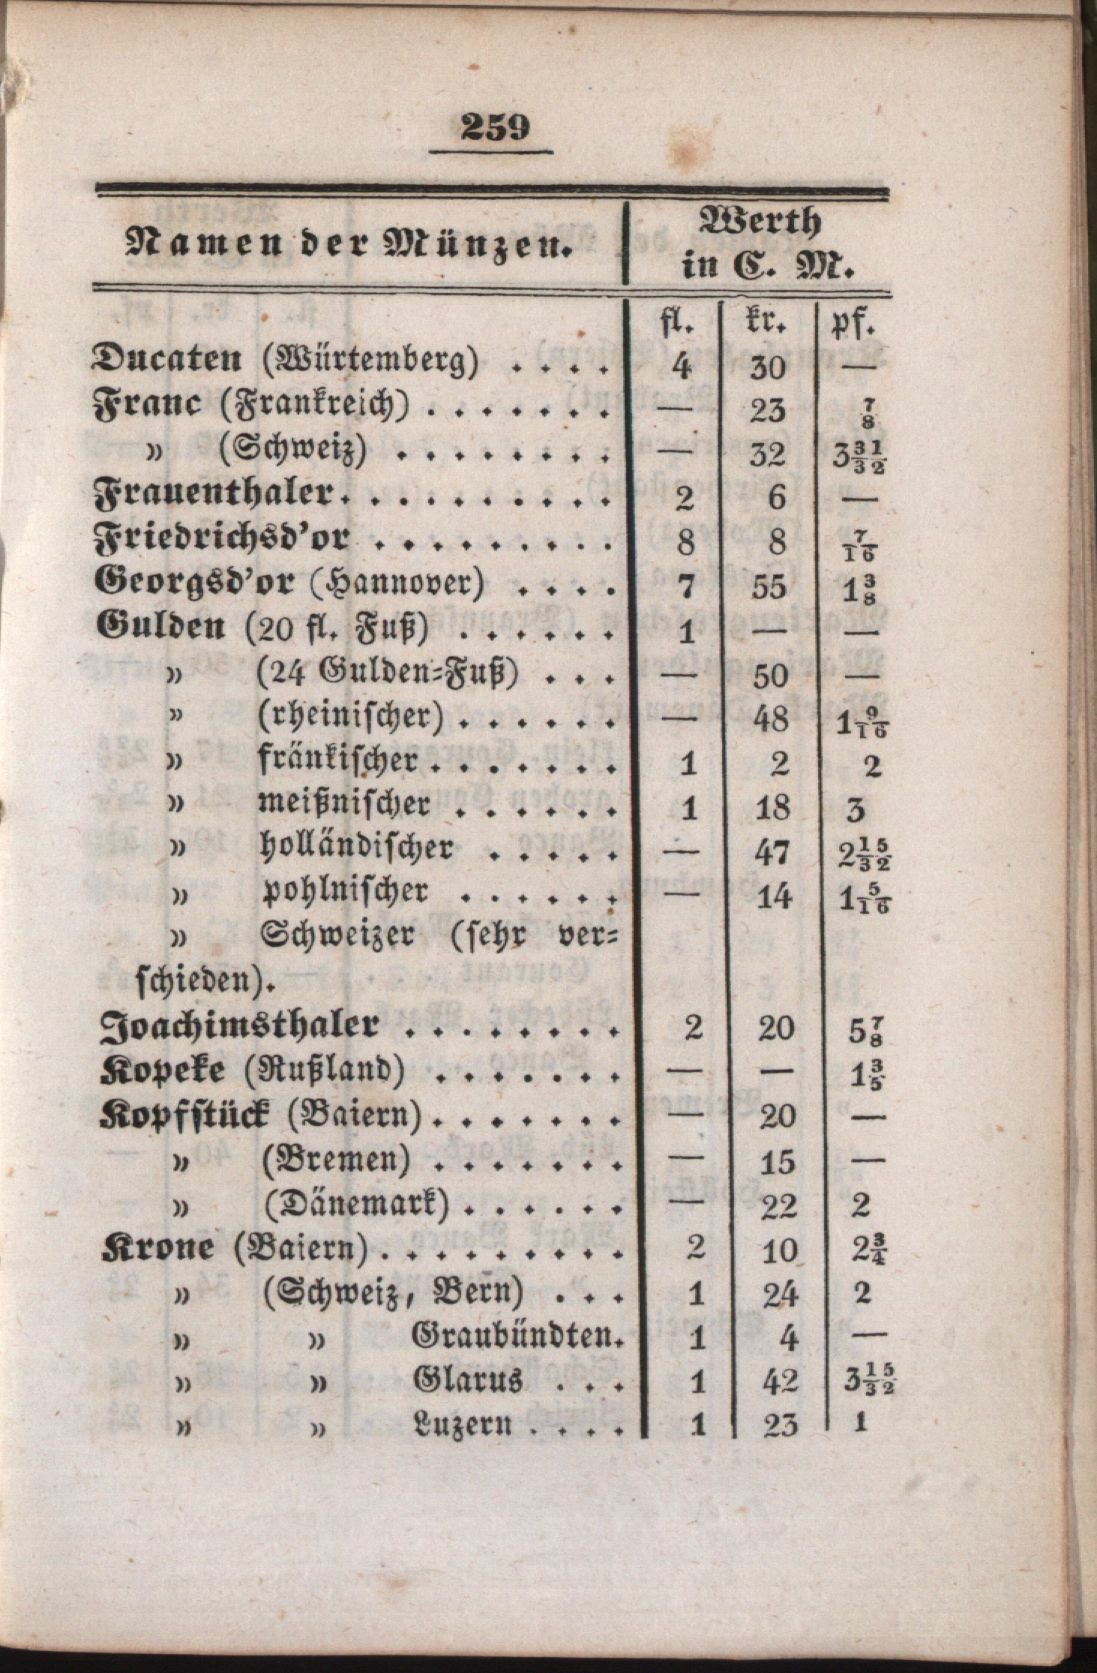 259
Namen der Münzen. Werth in C. M.
fl. kr. pf.
Ducaten (Würtemberg) . . . . 4 30 —
Franc (Frankreich) . . . . . . . — 23 7/8
» (Schweiz) . . . . . . . . — 32 3 31/32
Frauenthaler. . . . . . . . . . 2 6 —
Friedrichsd'or . . . . . . . . . 8 8 7/16
Georgsd'or (Hannover) . . . . 7 55 1 3/8
Gulden (20 fl. Fuß) . . . . . . 1 — —
» (24 Gulden-Fuß) . . . — 50 —
» (rheinischer) . . . . . . — 48 1 9/16
» fränkischer . . . . . . . 1 2 2
» meißnischer . . . . . . 1 18 3
» holländischer . . . . . — 47 2 15/32
» pohlnischer . . . . . . — 14 1 5/16
» Schweizer (sehr ver-
schieden).
Joachimsthaler . . . . . . . . 2 20 5 7/8
Kopeke (Rußland) . . . . . . . — — 1 3/5
Kopfstück (Baiern) . . . . . . . — 20 —
» (Bremen) . . . . . . . — 15 —
» (Dänemark) . . . . . . — 22 2
Krone (Baiern) . . . . . . . . . 2 10 2 3/4
» (Schweiz, Bern) . . . 1 24 2
» » Graubündten. 1 4 —
» » Glarus . . . 1 42 3 15/32
» » Luzern . . . . 1 23 1